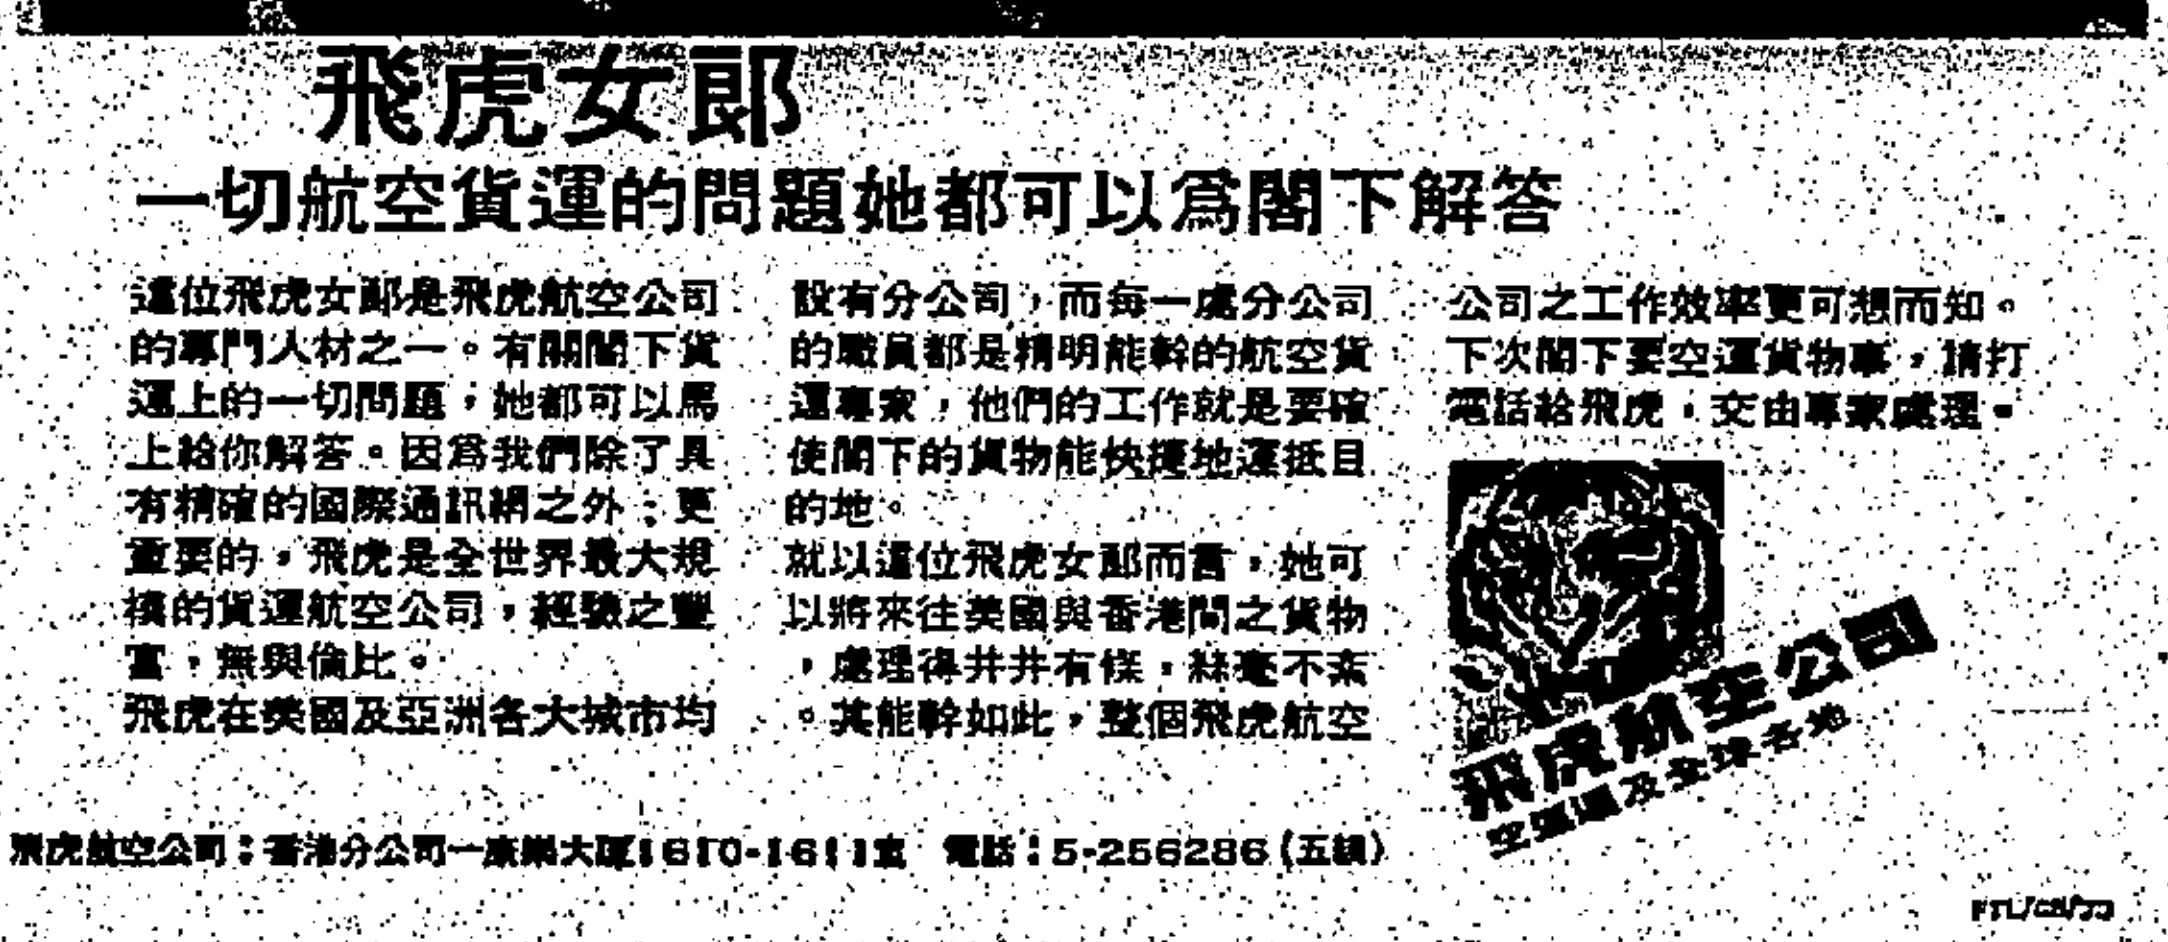 飛虎女郎
一切航空貨運的問題她都可以爲閣下解答
這位飛虎女郎是飛虎航空公司
的專門人材之一。有關閣下貨
運上的一切問題，她都可以馬
上給你解答。因爲我們除了具
有精確的國際通訊網之外；更
重要的，飛虎是全世界最大規
模的貨運航空公司，經驗之豐
富，無與倫比。
飛虎在美國及亞洲各大城市均
設有分公司，而每一處分公司
的職員都是精明能幹的航空貨
運專家，他們的工作就是要確
使閣下的貨物能快捷地運抵目
的地。
就以這位飛虎女郎而言，她可
以將來往美國與香港間之貨物
，處理得井井有條，絲毫不紊
。其能幹如此，整個飛虎航空
公司之工作效率更可想而知。
下次閣下要空運貨物事，請打
電話給飛虎，交由專家處理。
飛虎航空公司
空運遍及全球各地
飛虎航空公司：香港分公司—康樂大廈1610-1611室 電話：5-256286(五線)